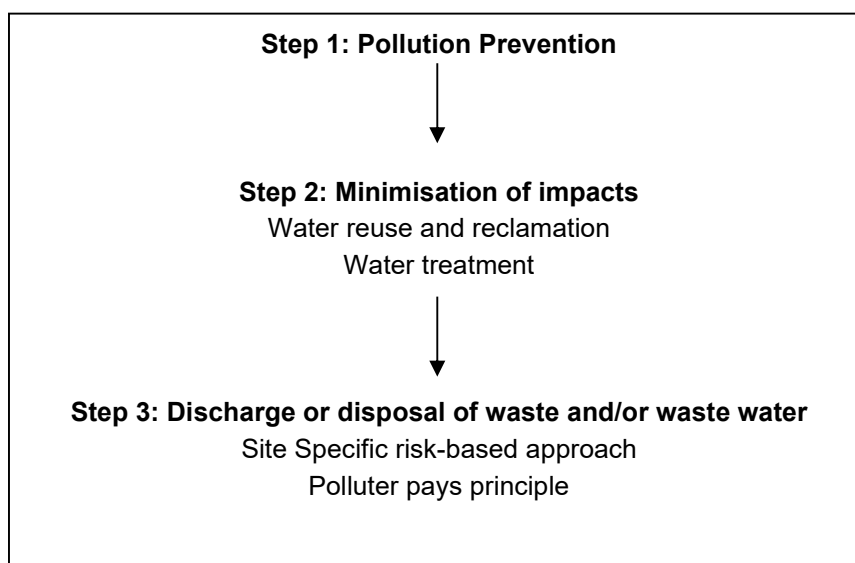 Step 1: Pollution Prevention
Step 2: Minimisation of impacts
Water reuse and reclamation
Water treatment
Step 3: Discharge or disposal of waste and/or waste water
Site Specific risk-based approach
Polluter pays principle